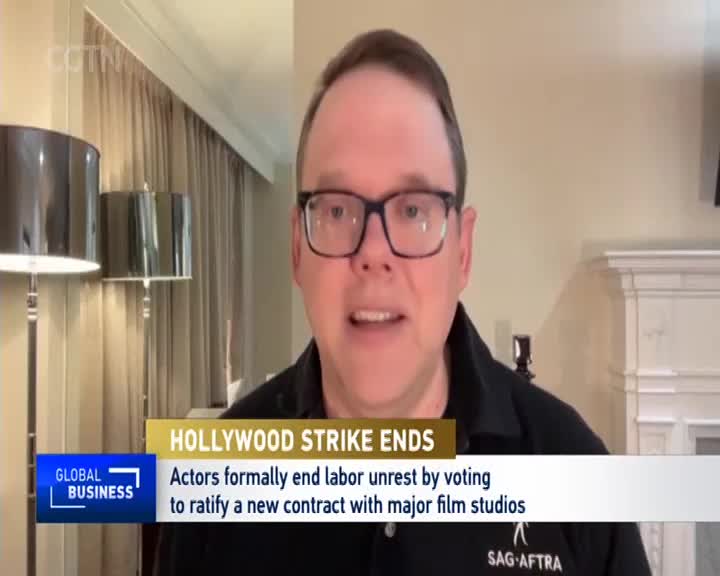 CGTN
HOLLYWOOD STRIKE ENDS
GLOBAL
BUSINESS
Actors formally end labor unrest by voting
to ratify a new contract with major film studios
SAG·AFTRA